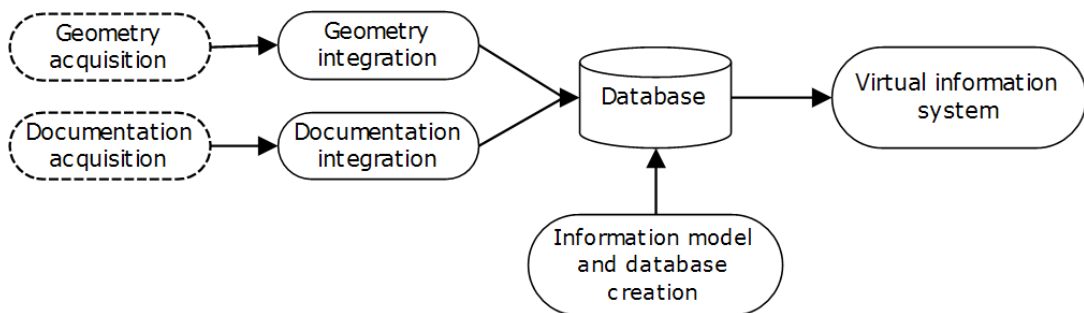 Geometry
acquisition
Geometry
integration
Documentation
acquisition
Documentation
integration
Database
Virtual information
system
Information model
and database
creation